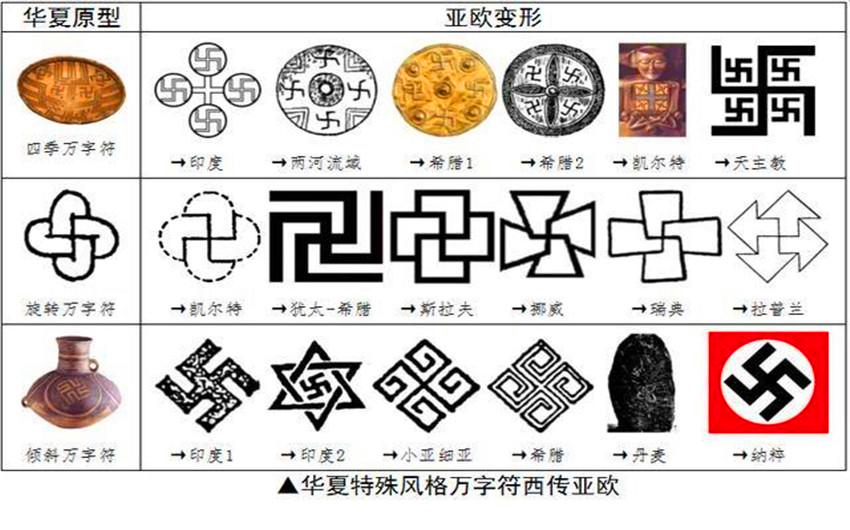 华夏原型 亚欧变形
四季万字符 →印度 →两河流域 →希腊1 →希腊2 →凯尔特 →天主教
旋转万字符 →凯尔特 →犹太-希腊 →斯拉夫 →挪威 →瑞典 →拉普兰
倾斜万字符 →印度1 →印度2 →小亚细亚 →希腊 →丹麦 →纳粹
▲华夏特殊风格万字符西传亚欧